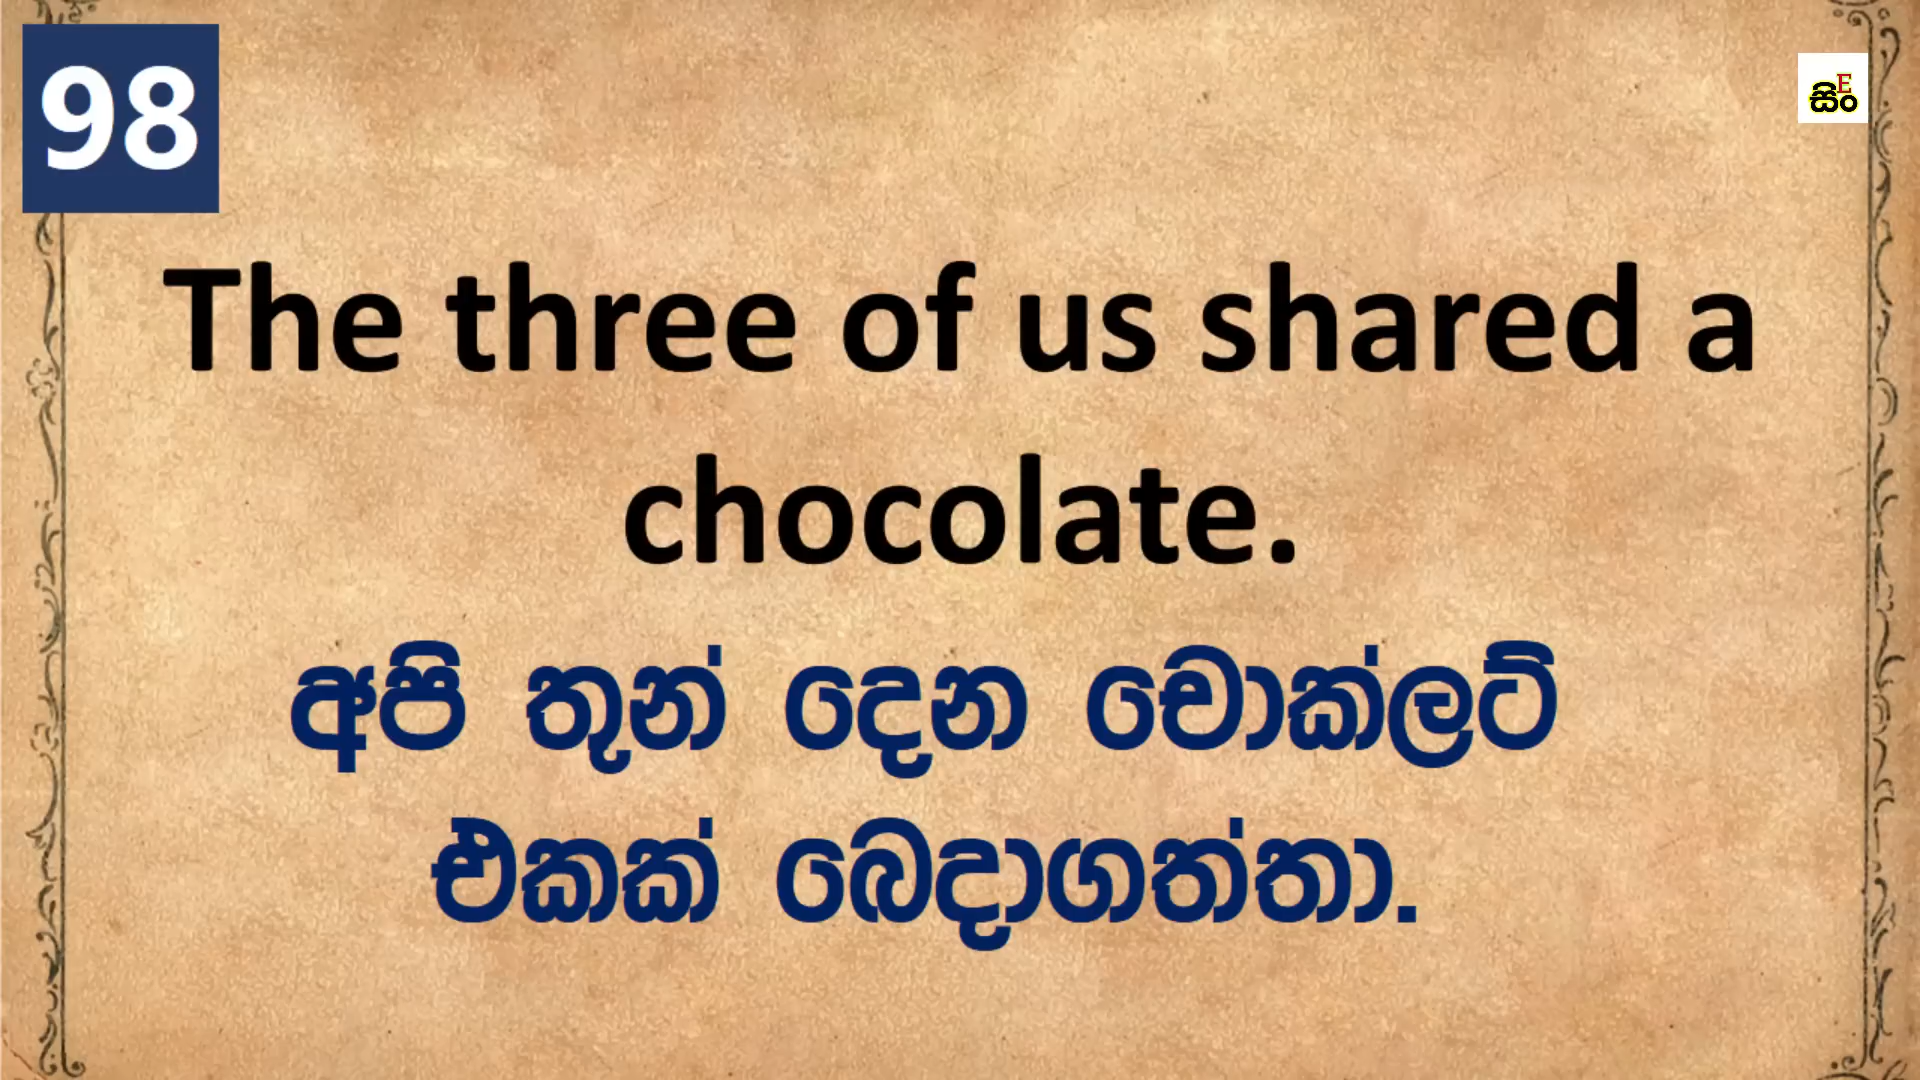 98
සිංE
The three of us shared a
chocolate.
අපි තුන් දෙන චොක්ලට්
එකක් බෙදාගත්තා.